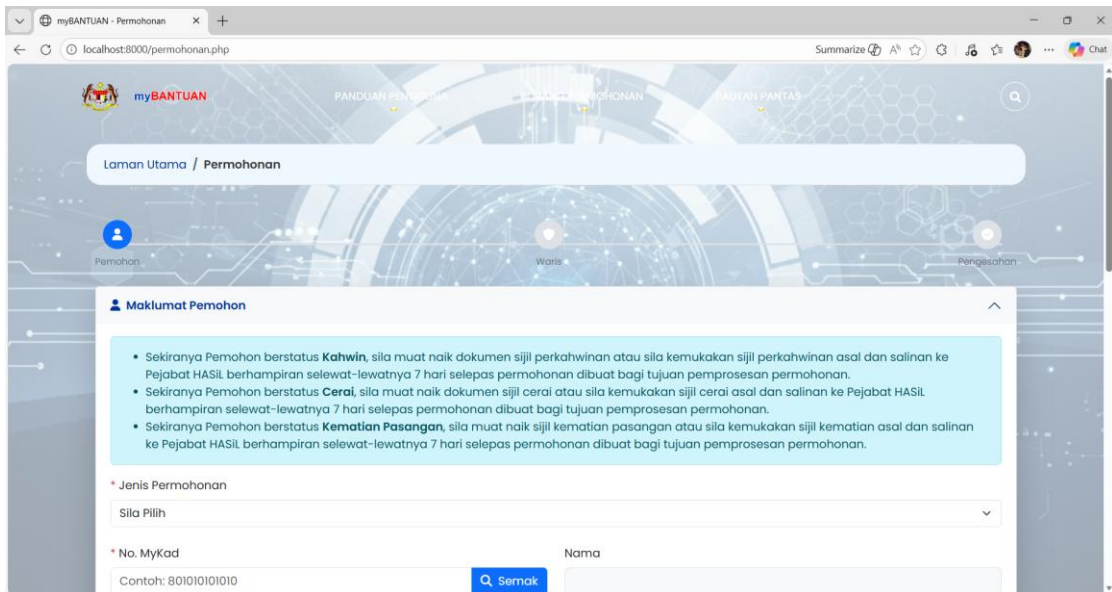 myBANTUAN - Permohonan
localhost:8000/permohonan.php
Summarize
Chat
myBANTUAN
PANDUAN PENGGUNA
PAUTAN PANTAS
Laman Utama / Permohonan
Pemohon
Waris
Pengesahan
Maklumat Pemohon
• Sekiranya Pemohon berstatus Kahwin, sila muat naik dokumen sijil perkahwinan atau sila kemukakan sijil perkahwinan asal dan salinan ke
Pejabat HASiL berhampiran selewat-lewatnya 7 hari selepas permohonan dibuat bagi tujuan pemprosesan permohonan.
• Sekiranya Pemohon berstatus Cerai, sila muat naik dokumen sijil cerai atau sila kemukakan sijil cerai asal dan salinan ke Pejabat HASiL
berhampiran selewat-lewatnya 7 hari selepas permohonan dibuat bagi tujuan pemprosesan permohonan.
• Sekiranya Pemohon berstatus Kematian Pasangan, sila muat naik sijil kematian pasangan atau sila kemukakan sijil kematian asal dan salinan
ke Pejabat HASiL berhampiran selewat-lewatnya 7 hari selepas permohonan dibuat bagi tujuan pemprosesan permohonan.
* Jenis Permohonan
Sila Pilih
* No. MyKad
Nama
Contoh: 801010101010
Semak